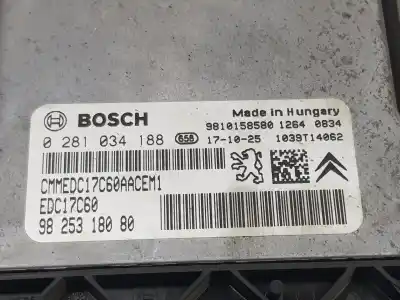 BOSCH
Made in Hungary
9810158580 1264 0834
0 281 034 188 658 17-10-25 1039T14062
CMMEDC17C60AACEM1
EDC17C60
98 253 180 80